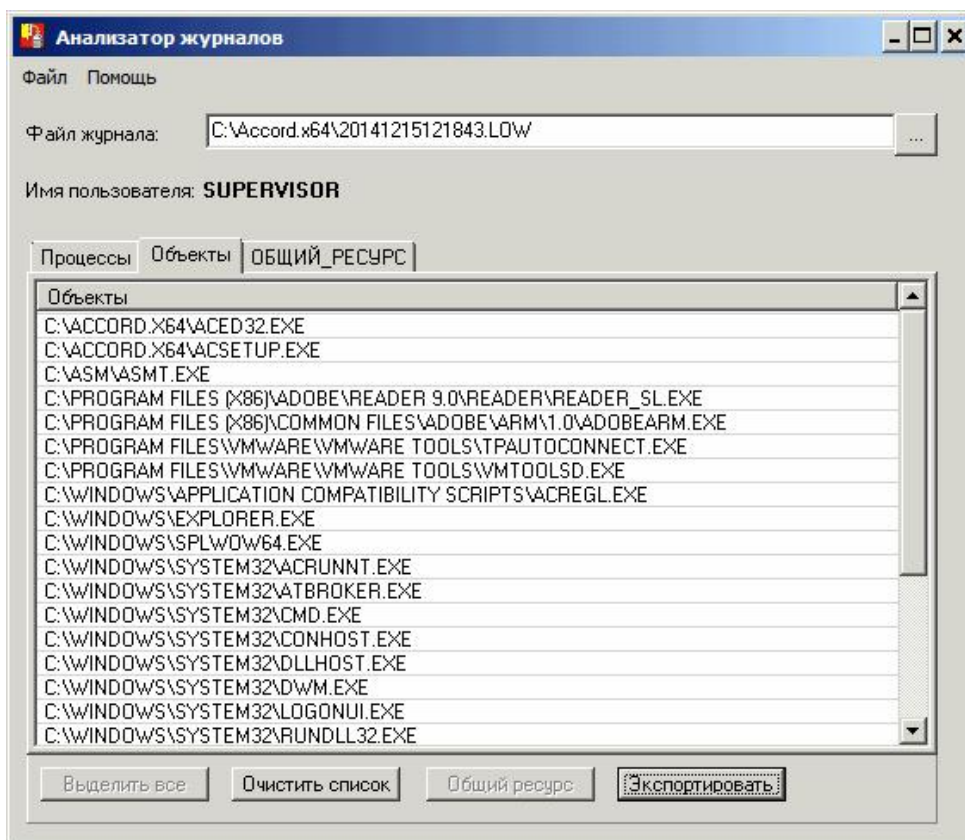 Анализатор журналов
Файл Помощь
Файл журнала: C:\Accord.x64\20141215121843.LOW ...
Имя пользователя: SUPERVISOR
Процессы Объекты ОБЩИЙ_РЕСУРС
Объекты
C:\ACCORD.X64\ACED32.EXE
C:\ACCORD.X64\ACSETUP.EXE
C:\ASM\ASMT.EXE
C:\PROGRAM FILES (X86)\ADOBE\READER 9.0\READER\READER_SL.EXE
C:\PROGRAM FILES (X86)\COMMON FILES\ADOBE\ARM\1.0\ADOBEARM.EXE
C:\PROGRAM FILES\VMWARE\VMWARE TOOLS\TPAUTOCONNECT.EXE
C:\PROGRAM FILES\VMWARE\VMWARE TOOLS\VMTOOLSD.EXE
C:\WINDOWS\APPLICATION COMPATIBILITY SCRIPTS\ACREGL.EXE
C:\WINDOWS\EXPLORER.EXE
C:\WINDOWS\SPLWOW64.EXE
C:\WINDOWS\SYSTEM32\ACRUNNT.EXE
C:\WINDOWS\SYSTEM32\ATBROKER.EXE
C:\WINDOWS\SYSTEM32\CMD.EXE
C:\WINDOWS\SYSTEM32\CONHOST.EXE
C:\WINDOWS\SYSTEM32\DLLHOST.EXE
C:\WINDOWS\SYSTEM32\DWM.EXE
C:\WINDOWS\SYSTEM32\LOGONUI.EXE
C:\WINDOWS\SYSTEM32\RUNDLL32.EXE
Выделить все Очистить список Общий ресурс Экспортировать